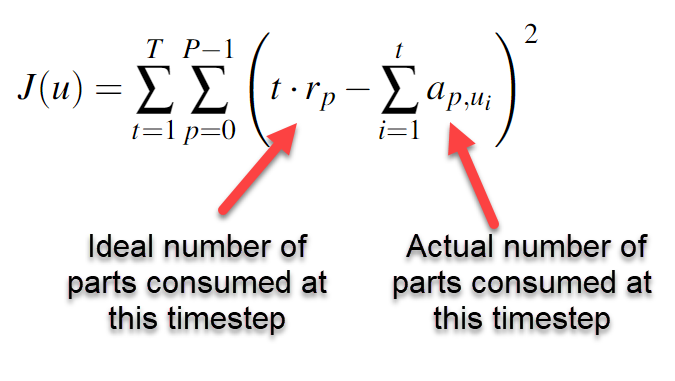 J(u) = \sum_{t=1}^{T} \sum_{p=0}^{P-1} \left( t \cdot r_p - \sum_{i=1}^{t} a_{p,u_i} \right)^2
Ideal number of
parts consumed at
this timestep
Actual number of
parts consumed at
this timestep